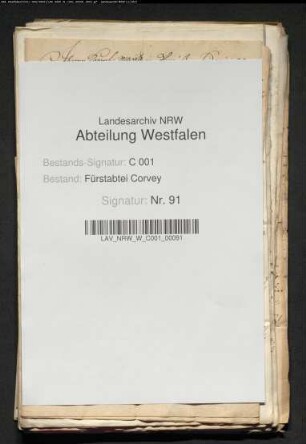 Landesarchiv NRW
Abteilung Westfalen
Bestands-Signatur: C 001
Bestand: Fürstabtei Corvey
Signatur: Nr. 91
LAV_NRW_W_C001_00091